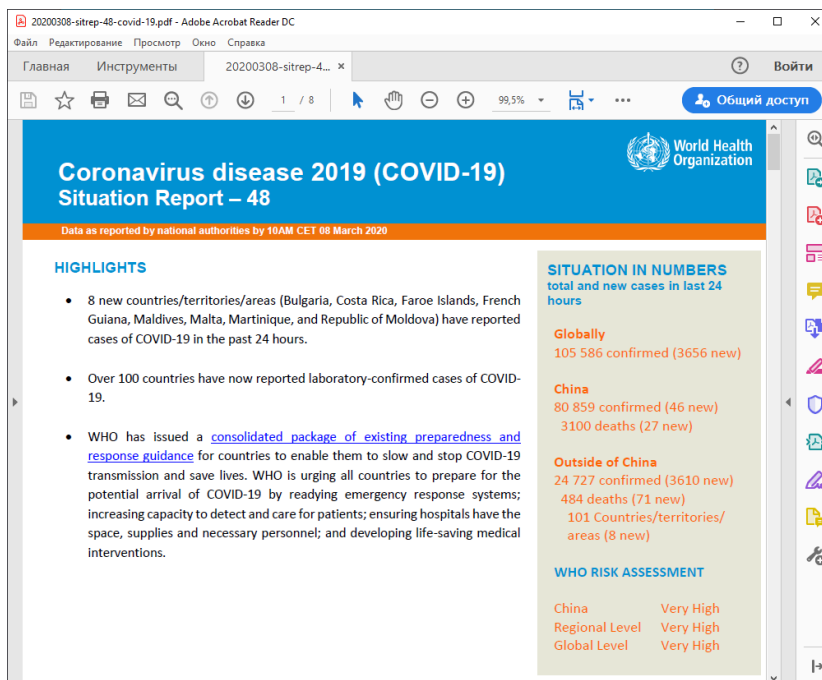 20200308-sitrep-48-covid-19.pdf - Adobe Acrobat Reader DC
Файл Редактирование Просмотр Окно Справка
Главная Инструменты 20200308-sitrep-4... × ? Войти
1 / 8 99,5% Общий доступ
World Health
Organization
Coronavirus disease 2019 (COVID-19)
Situation Report – 48
Data as reported by national authorities by 10AM CET 08 March 2020
HIGHLIGHTS
• 8 new countries/territories/areas (Bulgaria, Costa Rica, Faroe Islands, French
Guiana, Maldives, Malta, Martinique, and Republic of Moldova) have reported
cases of COVID-19 in the past 24 hours.
• Over 100 countries have now reported laboratory-confirmed cases of COVID-
19.
• WHO has issued a consolidated package of existing preparedness and
response guidance for countries to enable them to slow and stop COVID-19
transmission and save lives. WHO is urging all countries to prepare for the
potential arrival of COVID-19 by readying emergency response systems;
increasing capacity to detect and care for patients; ensuring hospitals have the
space, supplies and necessary personnel; and developing life-saving medical
interventions.
SITUATION IN NUMBERS
total and new cases in last 24
hours
Globally
105 586 confirmed (3656 new)
China
80 859 confirmed (46 new)
3100 deaths (27 new)
Outside of China
24 727 confirmed (3610 new)
484 deaths (71 new)
101 Countries/territories/
areas (8 new)
WHO RISK ASSESSMENT
China Very High
Regional Level Very High
Global Level Very High